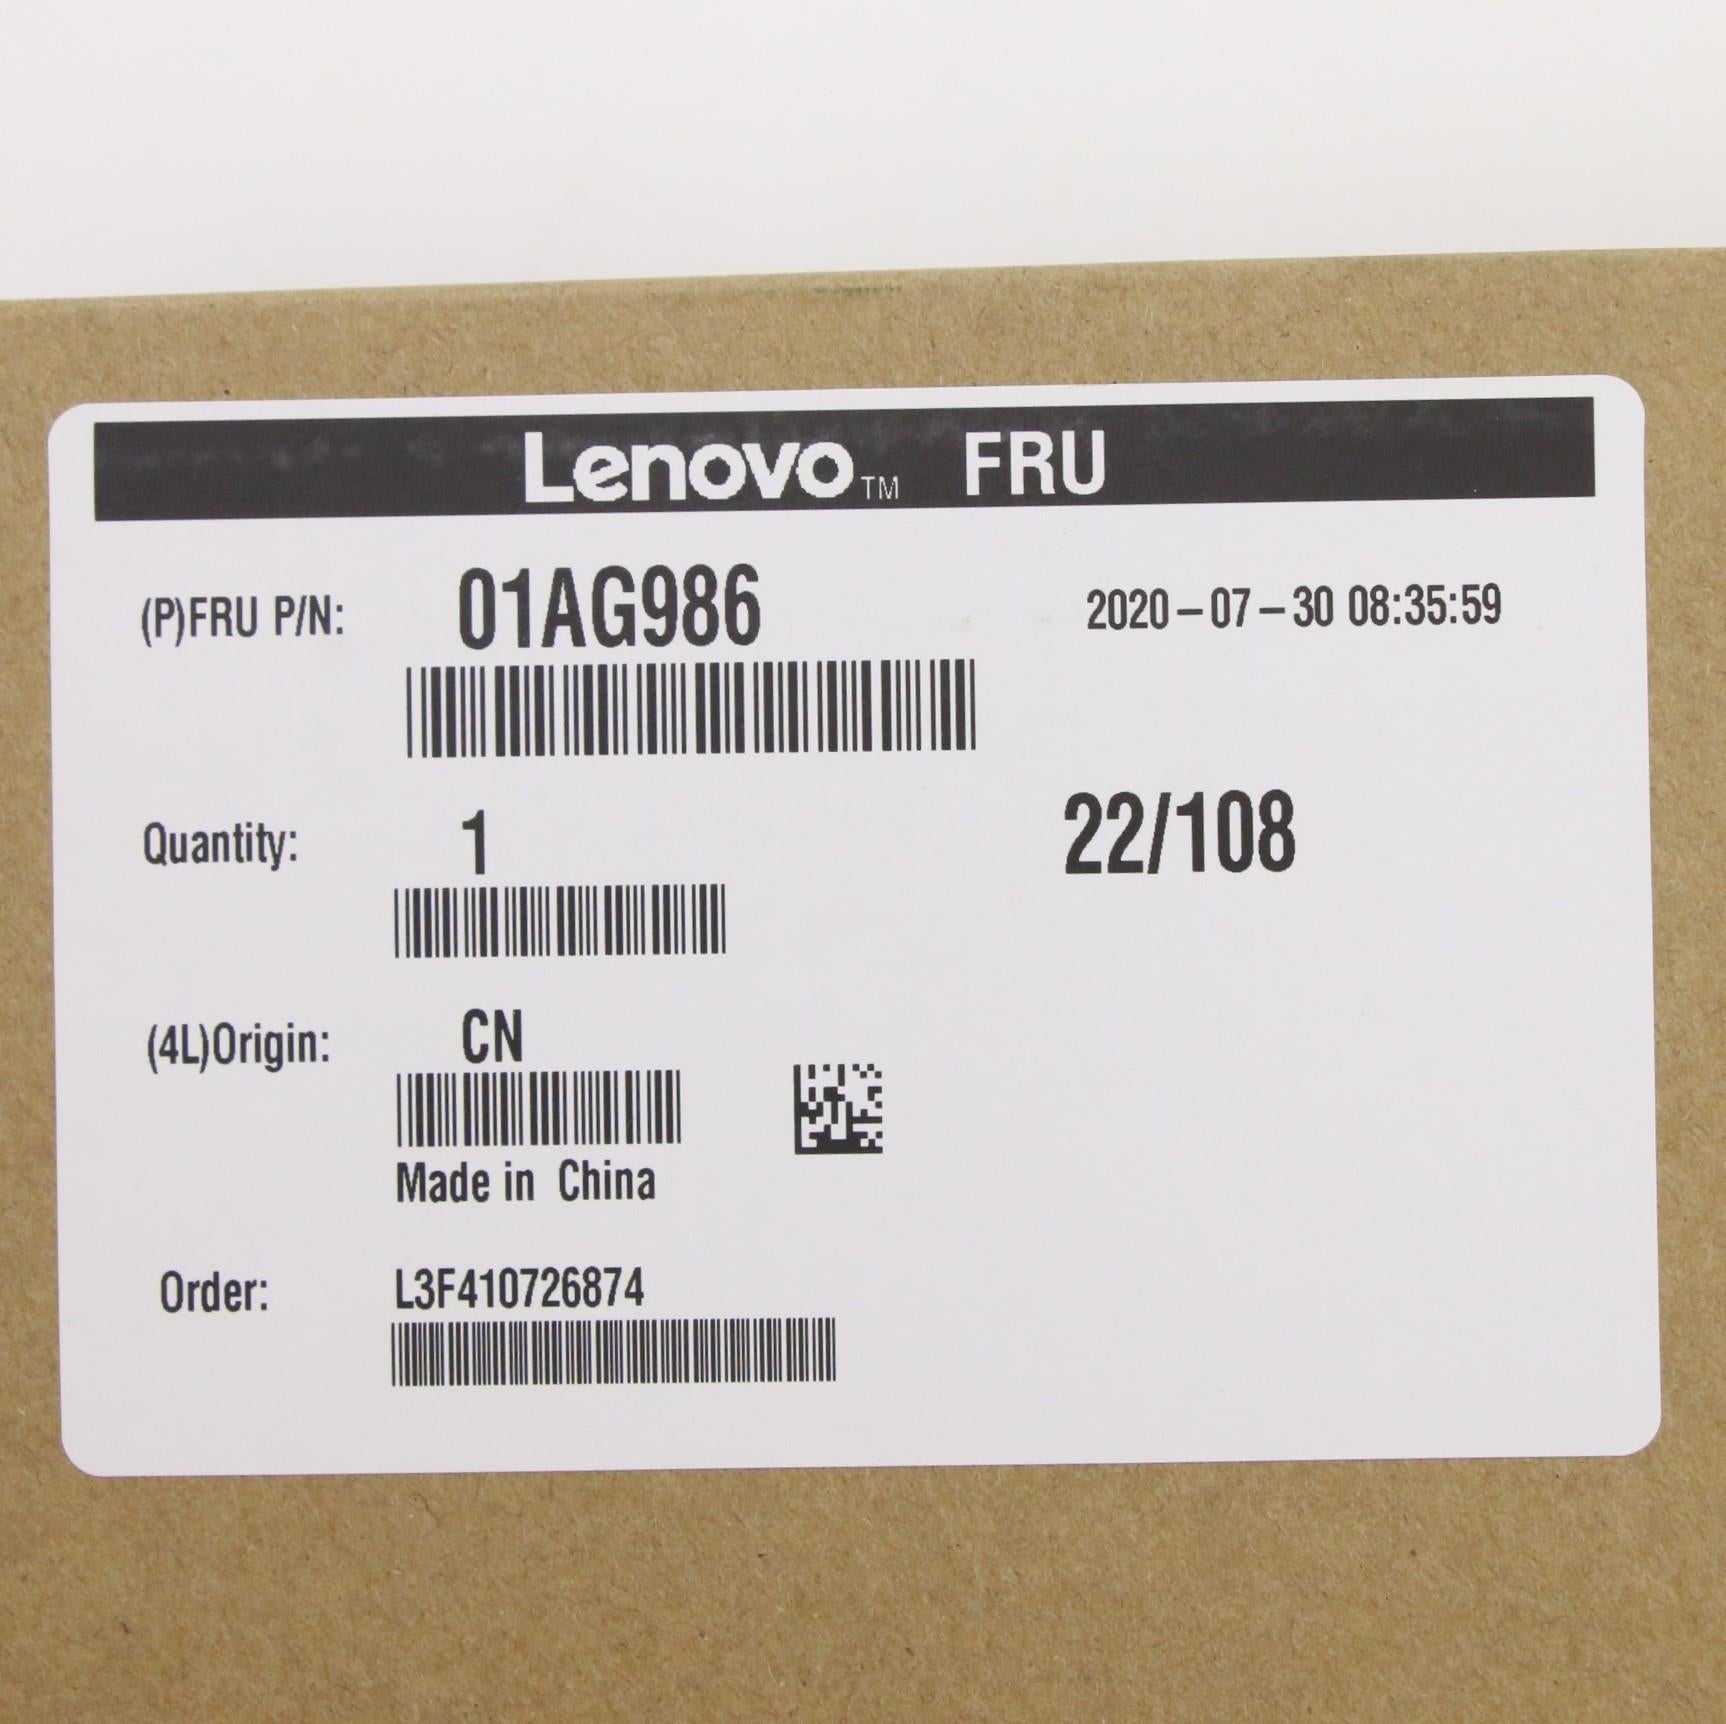 Lenovo™ FRU
(P)FRU P/N: 01AG986 2020-07-30 08:35:59
Quantity: 1 22/108
(4L)Origin: CN
Made in China
Order: L3F410726874